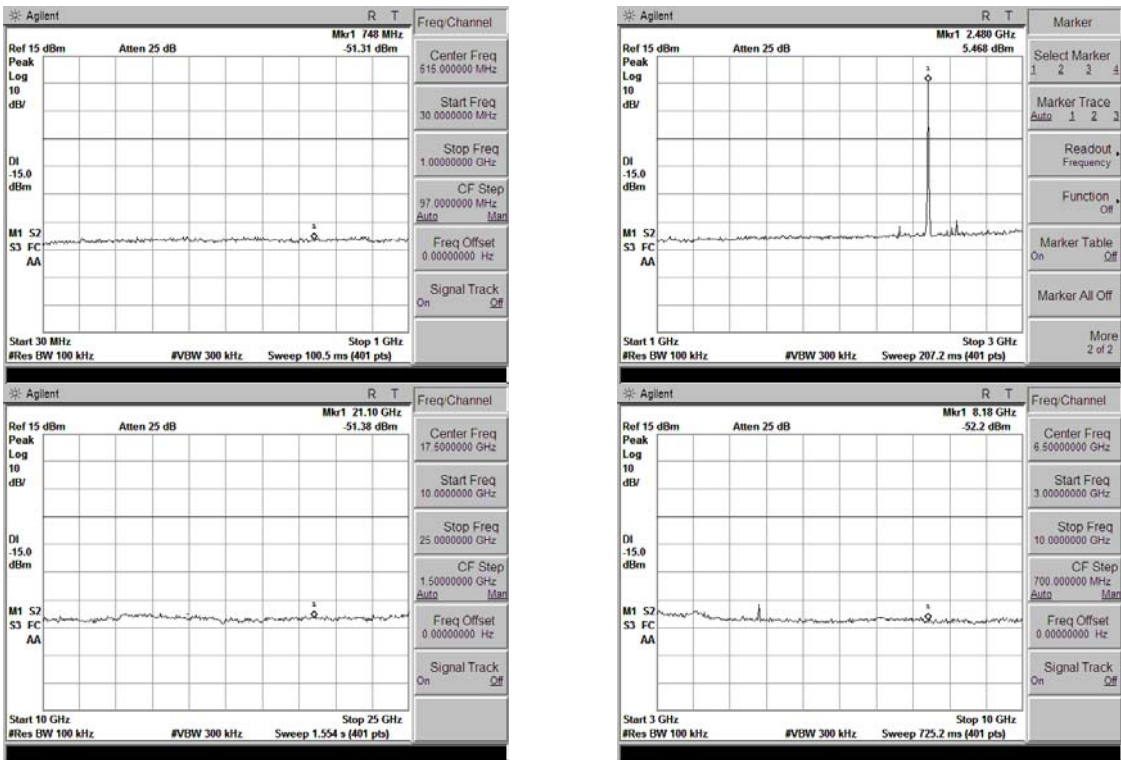 Agilent R T
Mkr1 748 MHz
Ref 15 dBm Atten 25 dB -51.31 dBm
Peak
Log
10
dB/
DI
-15.0
dBm
M1 S2
S3 FC
AA
1
Start 30 MHz Stop 1 GHz
#Res BW 100 kHz #VBW 300 kHz Sweep 100.5 ms (401 pts)
Freq/Channel
Center Freq
515.000000 MHz
Start Freq
30.0000000 MHz
Stop Freq
1.00000000 GHz
CF Step
97.0000000 MHz
Auto Man
Freq Offset
0.00000000 Hz
Signal Track
On Off
Agilent R T
Mkr1 2.480 GHz
Ref 15 dBm Atten 25 dB 5.468 dBm
Peak
Log
10
dB/
DI
-15.0
dBm
M1 S2
S3 FC
AA
1
Start 1 GHz Stop 3 GHz
#Res BW 100 kHz #VBW 300 kHz Sweep 207.2 ms (401 pts)
Marker
Select Marker
1 2 3 4
Marker Trace
Auto 1 2 3
Readout
Frequency
Function
Off
Marker Table
On Off
Marker All Off
More
2 of 2
Agilent R T
Mkr1 21.10 GHz
Ref 15 dBm Atten 25 dB -51.38 dBm
Peak
Log
10
dB/
DI
-15.0
dBm
M1 S2
S3 FC
AA
1
Start 10 GHz Stop 25 GHz
#Res BW 100 kHz #VBW 300 kHz Sweep 1.554 s (401 pts)
Freq/Channel
Center Freq
17.5000000 GHz
Start Freq
10.0000000 GHz
Stop Freq
25.0000000 GHz
CF Step
1.50000000 GHz
Auto Man
Freq Offset
0.00000000 Hz
Signal Track
On Off
Agilent R T
Mkr1 8.18 GHz
Ref 15 dBm Atten 25 dB -52.2 dBm
Peak
Log
10
dB/
DI
-15.0
dBm
M1 S2
S3 FC
AA
1
Start 3 GHz Stop 10 GHz
#Res BW 100 kHz #VBW 300 kHz Sweep 725.2 ms (401 pts)
Freq/Channel
Center Freq
6.50000000 GHz
Start Freq
3.00000000 GHz
Stop Freq
10.0000000 GHz
CF Step
700.000000 MHz
Auto Man
Freq Offset
0.00000000 Hz
Signal Track
On Off